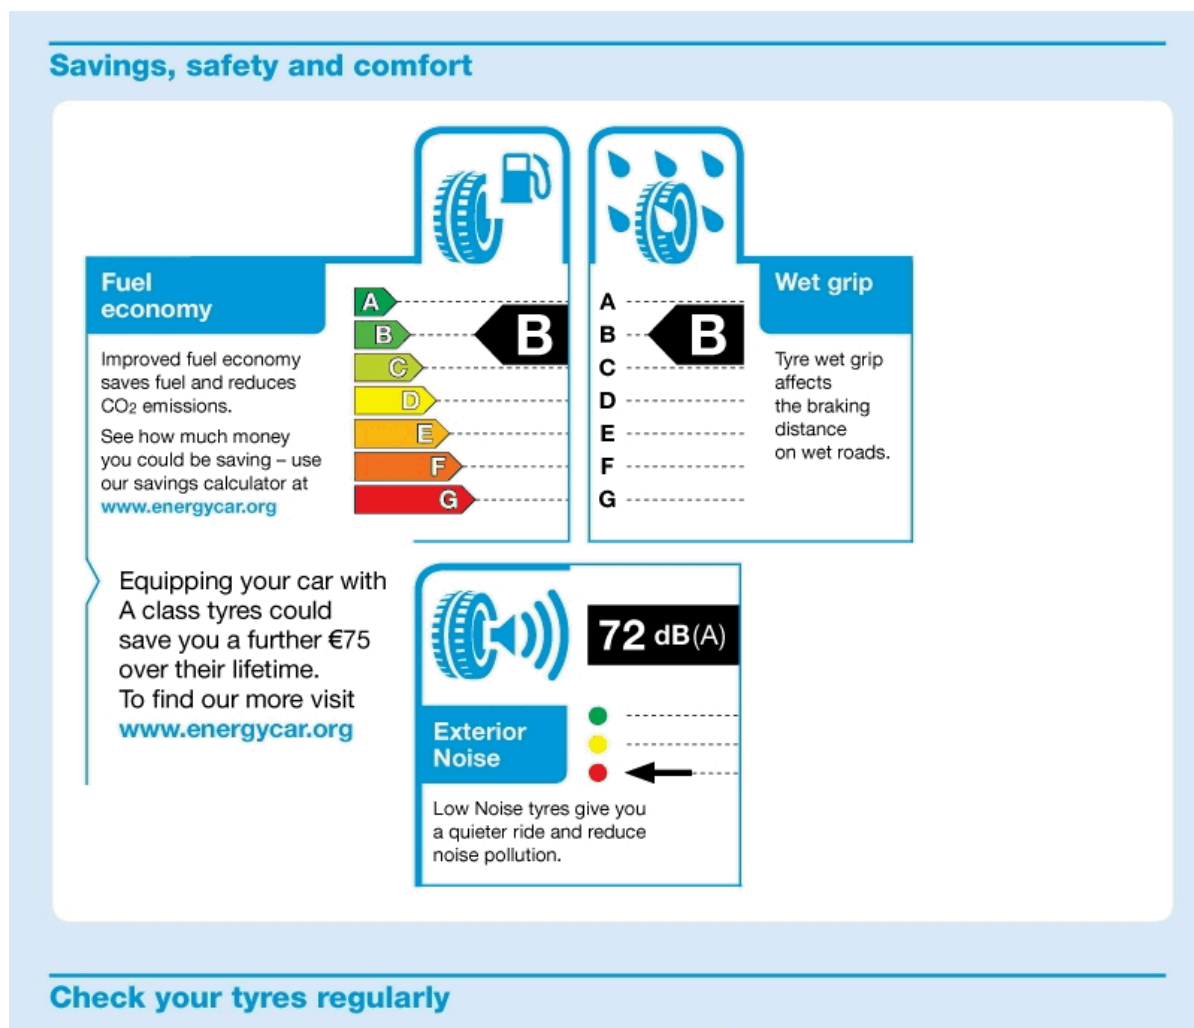 Savings, safety and comfort
Fuel
economy
Improved fuel economy
saves fuel and reduces
CO2 emissions.
See how much money
you could be saving – use
our savings calculator at
www.energycar.org
A
B
C
D
E
F
G
B
A
B
C
D
E
F
G
B
Wet grip
Tyre wet grip
affects
the braking
distance
on wet roads.
Equipping your car with
A class tyres could
save you a further €75
over their lifetime.
To find our more visit
www.energycar.org
72 dB(A)
Exterior
Noise
Low Noise tyres give you
a quieter ride and reduce
noise pollution.
Check your tyres regularly